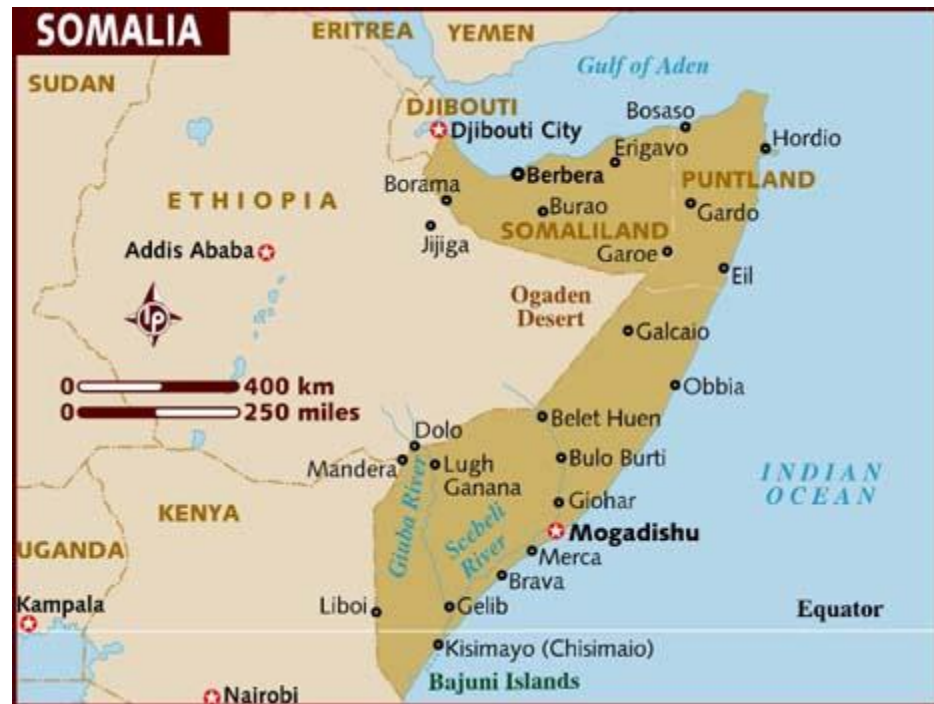 SOMALIA
ERITREA
YEMEN
SUDAN
Gulf of Aden
DJIBOUTI
Bosaso
Djibouti City
Hordio
Erigavo
Borama
Berbera
PUNTLAND
ETHIOPIA
Burao
Gardo
SOMALILAND
Jijiga
Addis Ababa
Garoe
Eil
Ogaden
Desert
lp
Galcaio
0 400 km
0 250 miles
Obbia
Belet Huen
Dolo
Mandera
Lugh
Ganana
Bulo Burti
INDIAN
OCEAN
Giuba River
KENYA
Giohar
Scebeli
River
Mogadishu
UGANDA
Merca
Brava
Kampala
Liboi
Gelib
Equator
Kisimayo (Chisimaio)
Bajuni Islands
Nairobi